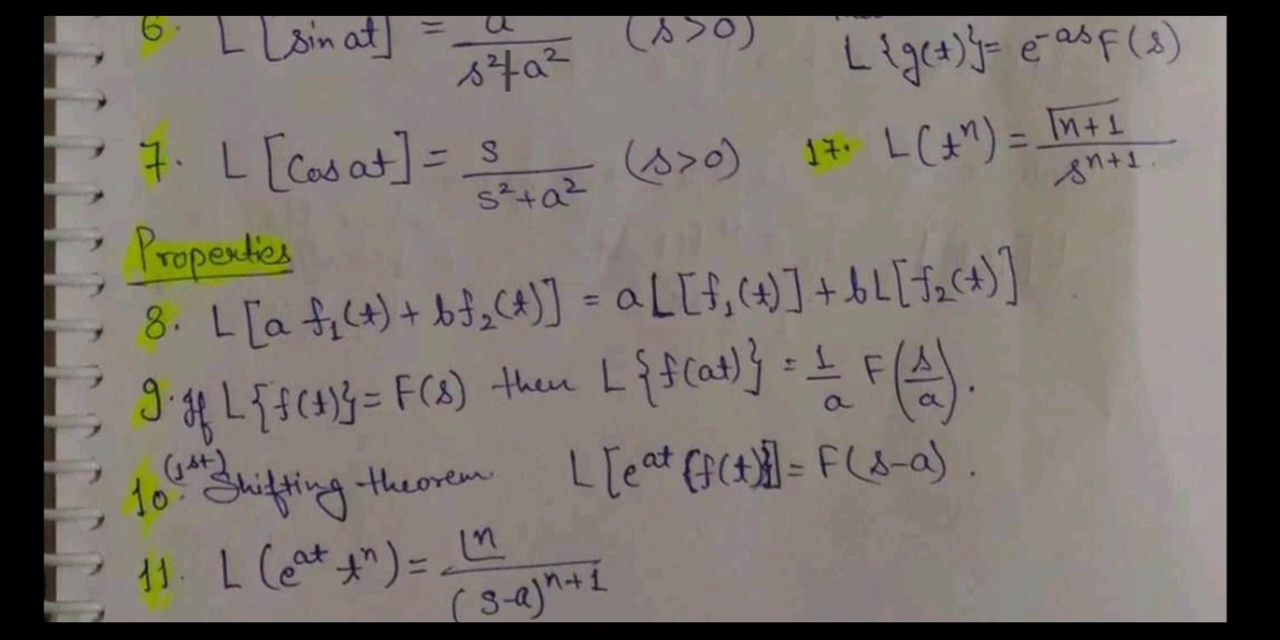 6. L[sin at] = a/(s²+a²) (s>0)
L{g(t)} = e^(-as) F(s)
7. L[Cos at] = s/(s²+a²) (s>0)
17. L(tⁿ) = Γn+1/s^(n+1)
Properties
8. L[a f₁(t) + b f₂(t)] = a L[f₁(t)] + b L[f₂(t)]
9. If L{f(t)} = F(s) then L{f(at)} = 1/a F(s/a).
10. (1st) Shifting theorem L[e^(at) {f(t)}] = F(s-a).
11. L(e^(at) tⁿ) = ⌊n/(s-a)^(n+1)